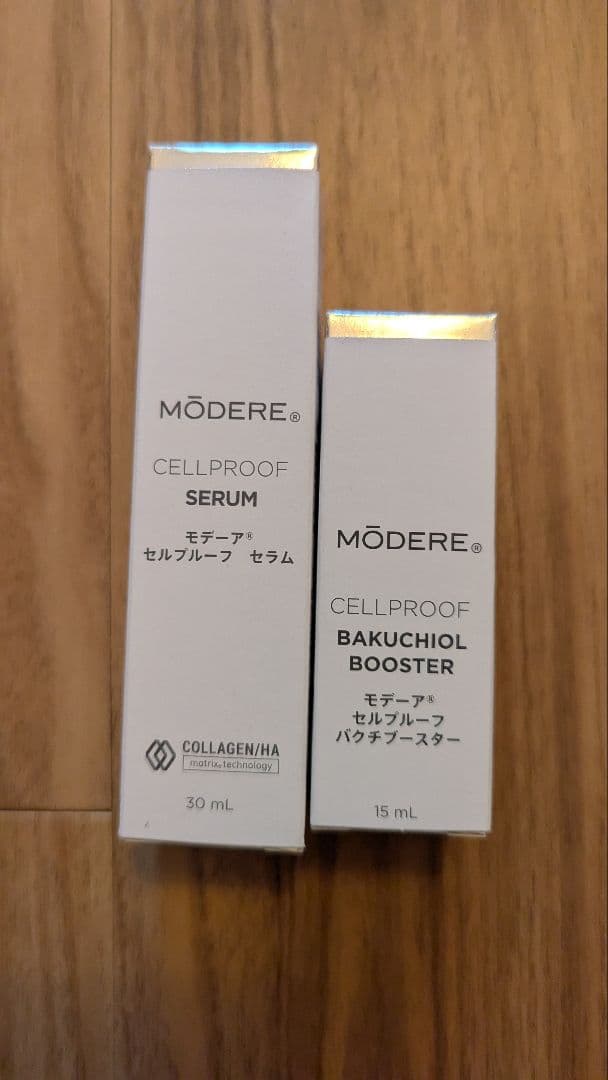 MŌDERE®
CELLPROOF
SERUM
モデーア®
セルプルーフ　セラム
COLLAGEN/HA
matrix® technology
30 mL
MŌDERE®
CELLPROOF
BAKUCHIOL
BOOSTER
モデーア®
セルプルーフ
バクチブースター
15 mL